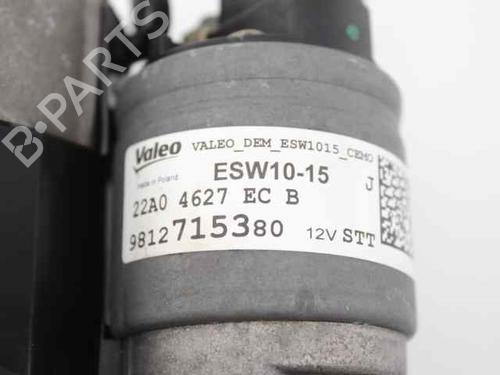 B-PARTS
Valeo VALEO_DEM_ESW1015_CEMO
made in Poland
ESW10-15 J
22A0 4627 EC B
9812715380 12V STT